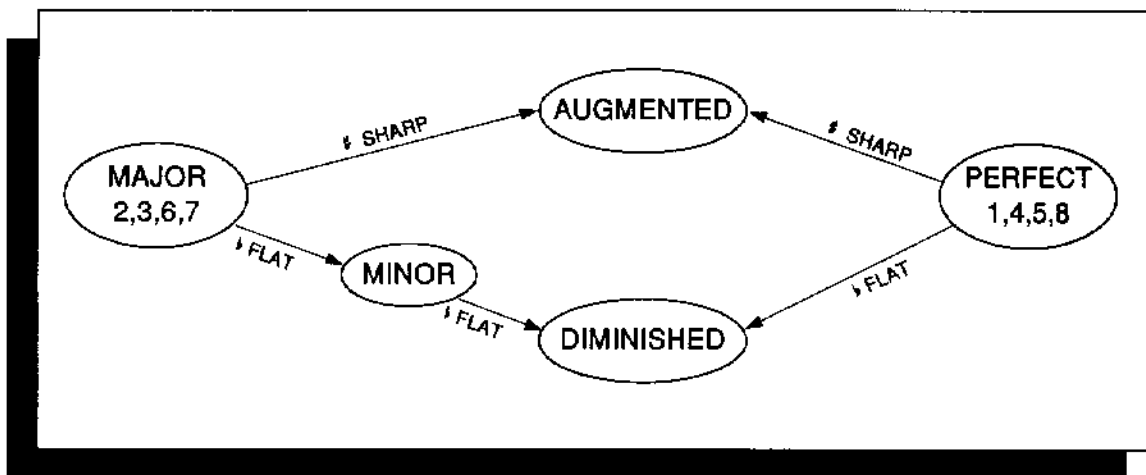 AUGMENTED
♯ SHARP
♯ SHARP
MAJOR
2,3,6,7
PERFECT
1,4,5,8
♭ FLAT
MINOR
♭ FLAT
♭ FLAT
DIMINISHED